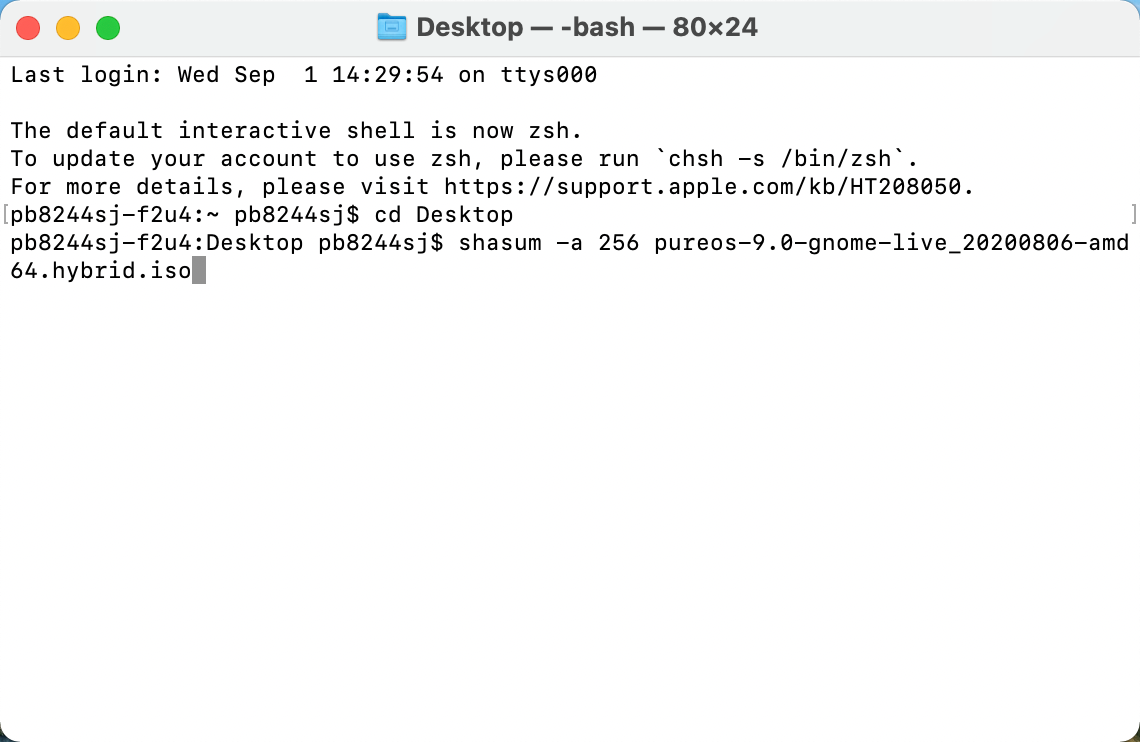 Desktop — -bash — 80×24
Last login: Wed Sep  1 14:29:54 on ttys000
The default interactive shell is now zsh.
To update your account to use zsh, please run `chsh -s /bin/zsh`.
For more details, please visit https://support.apple.com/kb/HT208050.
[pb8244sj-f2u4:~ pb8244sj$ cd Desktop ]
pb8244sj-f2u4:Desktop pb8244sj$ shasum -a 256 pureos-9.0-gnome-live_20200806-amd
64.hybrid.iso